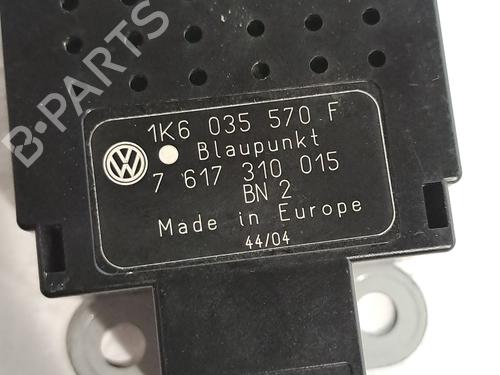 B-PARTS
1K6 035 570 F
Blaupunkt
7 617 310 015
BN 2
Made in Europe
44/04